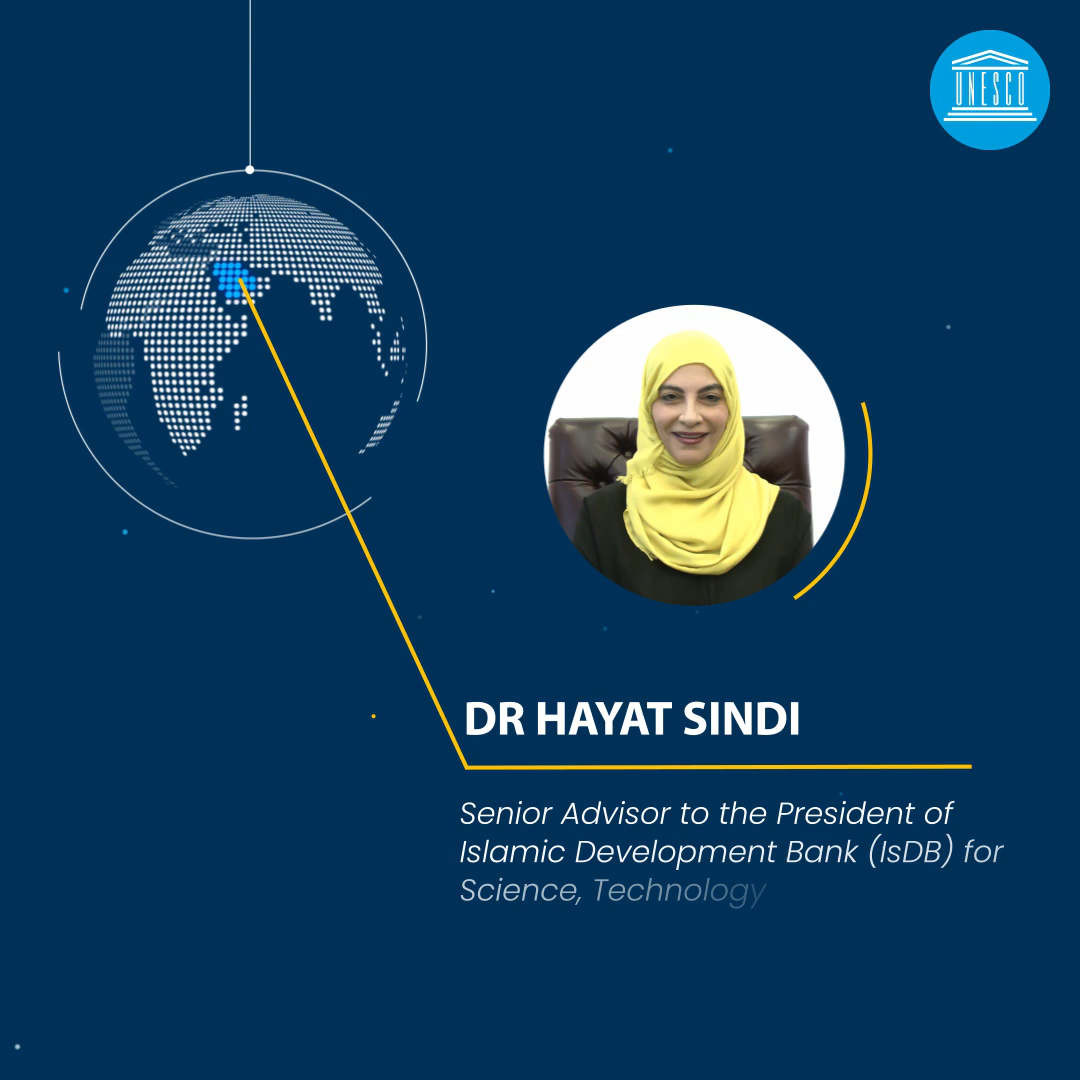 UNESCO
DR HAYAT SINDI
Senior Advisor to the President of
Islamic Development Bank (IsDB) for
Science, Technology